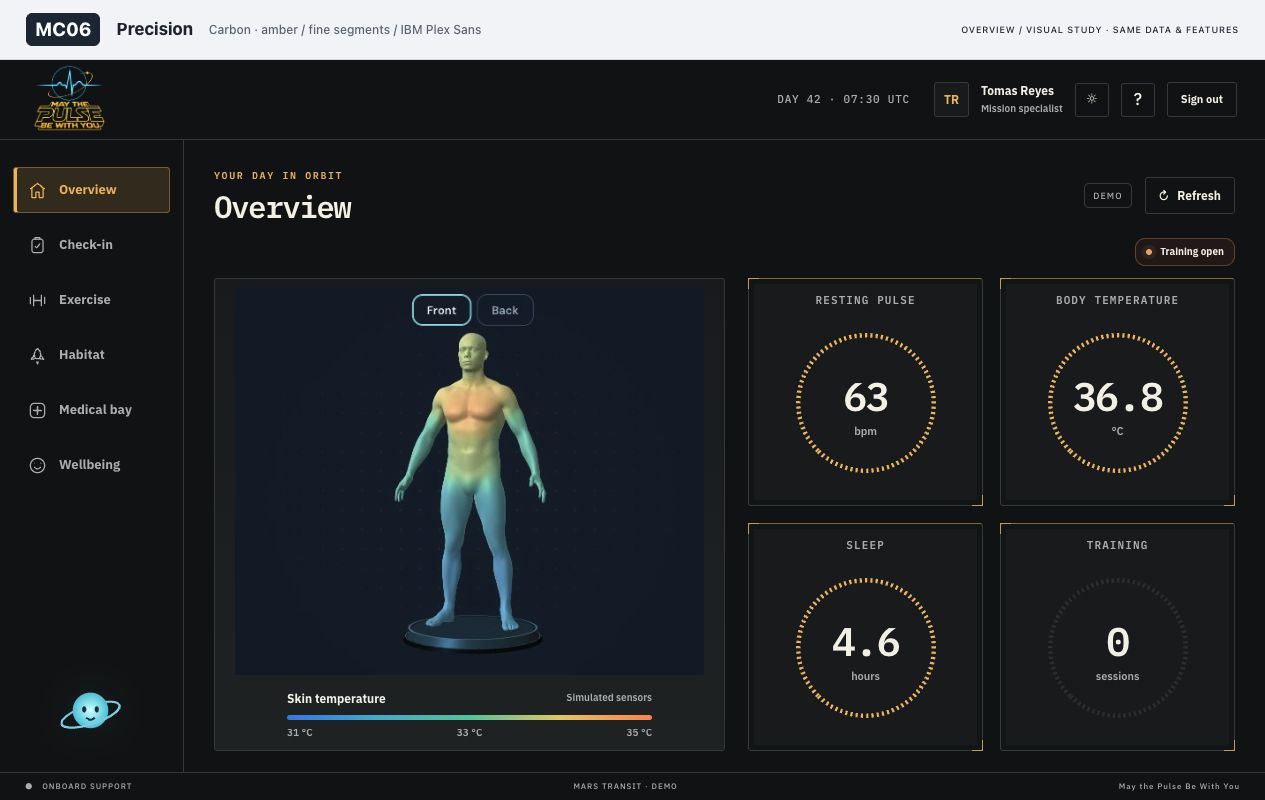 MC06 Precision Carbon · amber / fine segments / IBM Plex Sans OVERVIEW / VISUAL STUDY · SAME DATA & FEATURES
MAY THE
PULSE
BE WITH YOU
DAY 42 · 07:30 UTC
TR
Tomas Reyes
Mission specialist
?
Sign out
Overview
Check-in
Exercise
Habitat
Medical bay
Wellbeing
YOUR DAY IN ORBIT
Overview
DEMO
Refresh
Training open
Front Back
Skin temperature Simulated sensors
31 °C 33 °C 35 °C
RESTING PULSE
63
bpm
BODY TEMPERATURE
36.8
°C
SLEEP
4.6
hours
TRAINING
0
sessions
ONBOARD SUPPORT MARS TRANSIT · DEMO May the Pulse Be With You